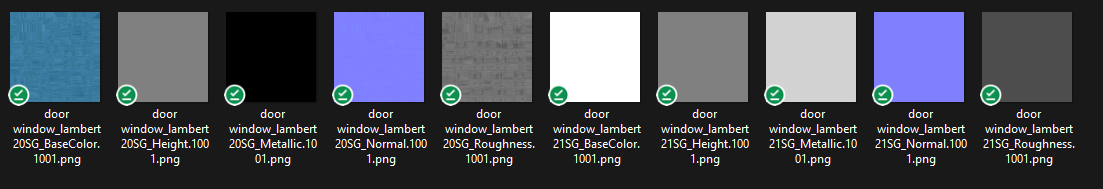 door
window_lambert
20SG_BaseColor.
1001.png
door
window_lambert
20SG_Height.100
1.png
door
window_lambert
20SG_Metallic.10
01.png
door
window_lambert
20SG_Normal.100
1.png
door
window_lambert
20SG_Roughness
.1001.png
door
window_lambert
21SG_BaseColor.
1001.png
door
window_lambert
21SG_Height.100
1.png
door
window_lambert
21SG_Metallic.10
01.png
door
window_lambert
21SG_Normal.100
1.png
door
window_lambert
21SG_Roughness.
1001.png